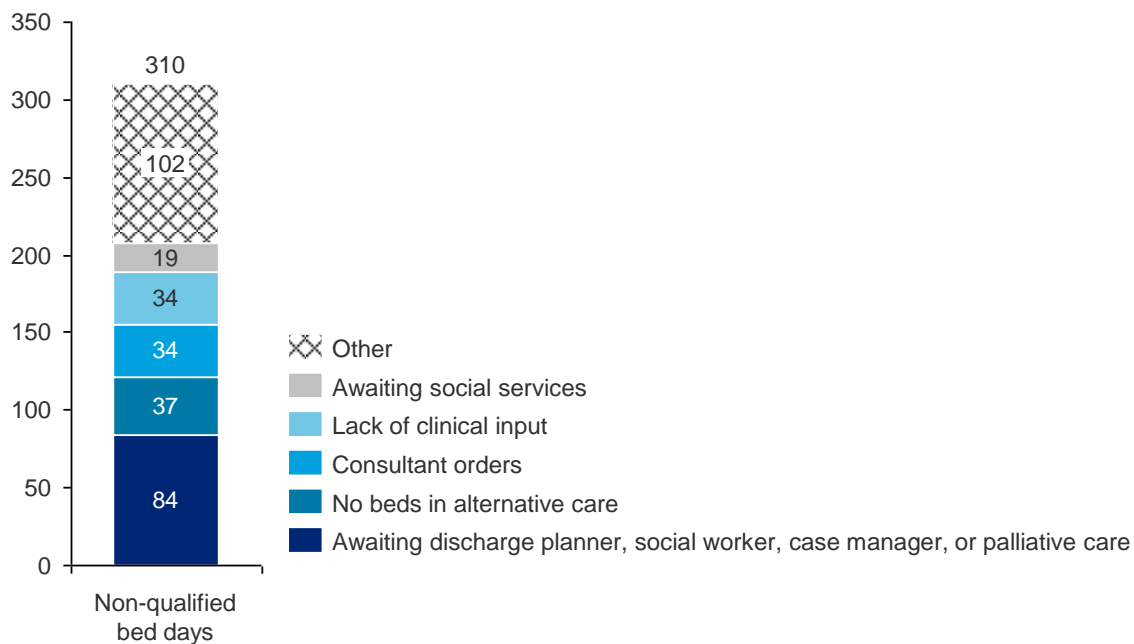 350
310
300
102
250
200
19
34
150
34
37
100
84
50
0
Other
Awaiting social services
Lack of clinical input
Consultant orders
No beds in alternative care
Awaiting discharge planner, social worker, case manager, or palliative care
Non-qualified
bed days